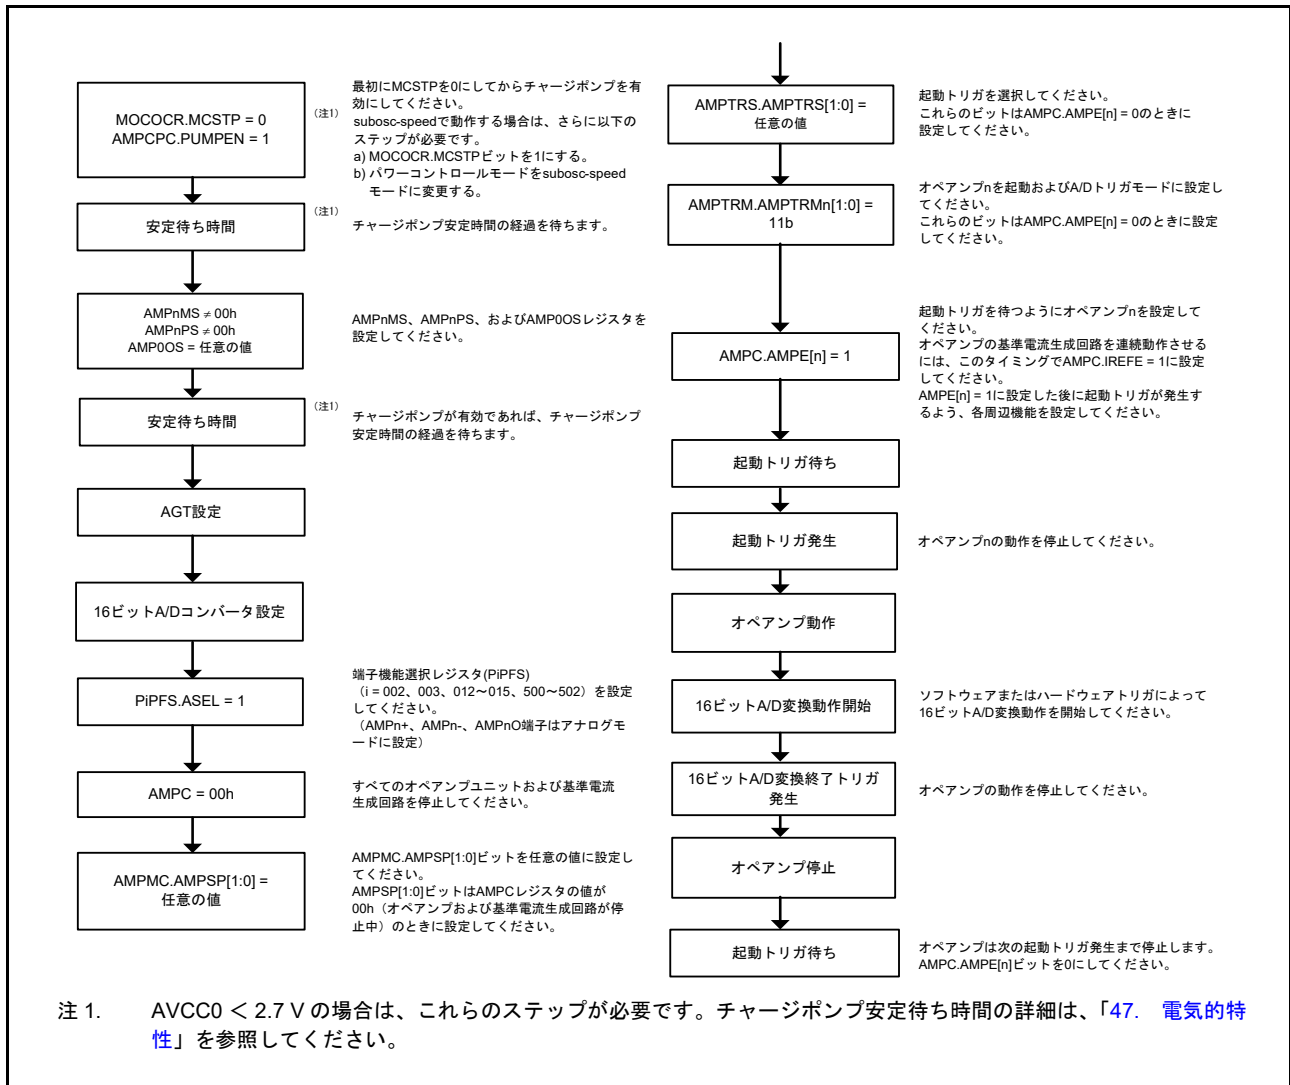 MOCOCR.MCSTP = 0
AMPCPC.PUMPEN = 1
（注1）
最初にMCSTPを0にしてからチャージポンプを有
効にしてください。
subosc-speedで動作する場合は、さらに以下の
ステップが必要です。
a) MOCOCR.MCSTPビットを1にする。
b) パワーコントロールモードをsubosc-speed
モードに変更する。
安定待ち時間
（注1）
チャージポンプ安定時間の経過を待ちます。
AMPnMS ≠ 00h
AMPnPS ≠ 00h
AMP0OS = 任意の値
AMPnMS、AMPnPS、およびAMP0OSレジスタを
設定してください。
安定待ち時間
（注1）
チャージポンプが有効であれば、チャージポンプ
安定時間の経過を待ちます。
AGT設定
16ビットA/Dコンバータ設定
PiPFS.ASEL = 1
端子機能選択レジスタ(PiPFS)
（i = 002、003、012～015、500～502）を設定
してください。
（AMPn+、AMPn-、AMPnO端子はアナログモ
ードに設定）
AMPC = 00h
すべてのオペアンプユニットおよび基準電流
生成回路を停止してください。
AMPMC.AMPSP[1:0] =
任意の値
AMPMC.AMPSP[1:0]ビットを任意の値に設定し
てください。
AMPSP[1:0]ビットはAMPCレジスタの値が
00h（オペアンプおよび基準電流生成回路が停
止中）のときに設定してください。
AMPTRS.AMPTRS[1:0] =
任意の値
起動トリガを選択してください。
これらのビットはAMPC.AMPE[n] = 0のときに
設定してください。
AMPTRM.AMPTRMn[1:0] =
11b
オペアンプnを起動およびA/Dトリガモードに設定し
てください。
これらのビットはAMPC.AMPE[n] = 0のときに設定
してください。
AMPC.AMPE[n] = 1
起動トリガを待つようにオペアンプnを設定して
ください。
オペアンプの基準電流生成回路を連続動作させる
には、このタイミングでAMPC.IREFE = 1に設定
してください。
AMPE[n] = 1に設定した後に起動トリガが発生す
るよう、各周辺機能を設定してください。
起動トリガ待ち
起動トリガ発生
オペアンプnの動作を停止してください。
オペアンプ動作
16ビットA/D変換動作開始
ソフトウェアまたはハードウェアトリガによって
16ビットA/D変換動作を開始してください。
16ビットA/D変換終了トリガ
発生
オペアンプの動作を停止してください。
オペアンプ停止
起動トリガ待ち
オペアンプは次の起動トリガ発生まで停止します。
AMPC.AMPE[n]ビットを0にしてください。
注 1. AVCC0 ＜ 2.7 V の場合は、これらのステップが必要です。チャージポンプ安定待ち時間の詳細は、「47. 電気的特
性」を参照してください。